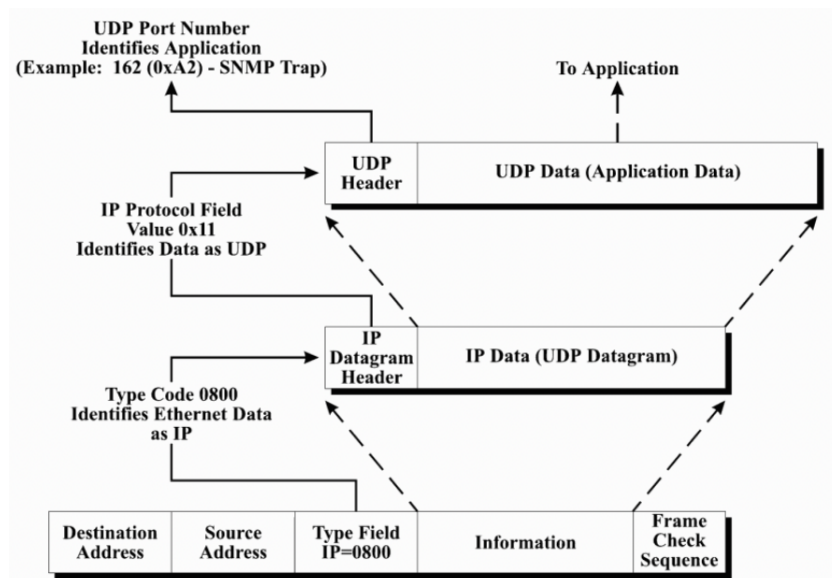 UDP Port Number
Identifies Application
(Example: 162 (0xA2) - SNMP Trap)
To Application
UDP
Header
UDP Data (Application Data)
IP Protocol Field
Value 0x11
Identifies Data as UDP
IP
Datagram
Header
IP Data (UDP Datagram)
Type Code 0800
Identifies Ethernet Data
as IP
Destination
Address
Source
Address
Type Field
IP=0800
Information
Frame
Check
Sequence